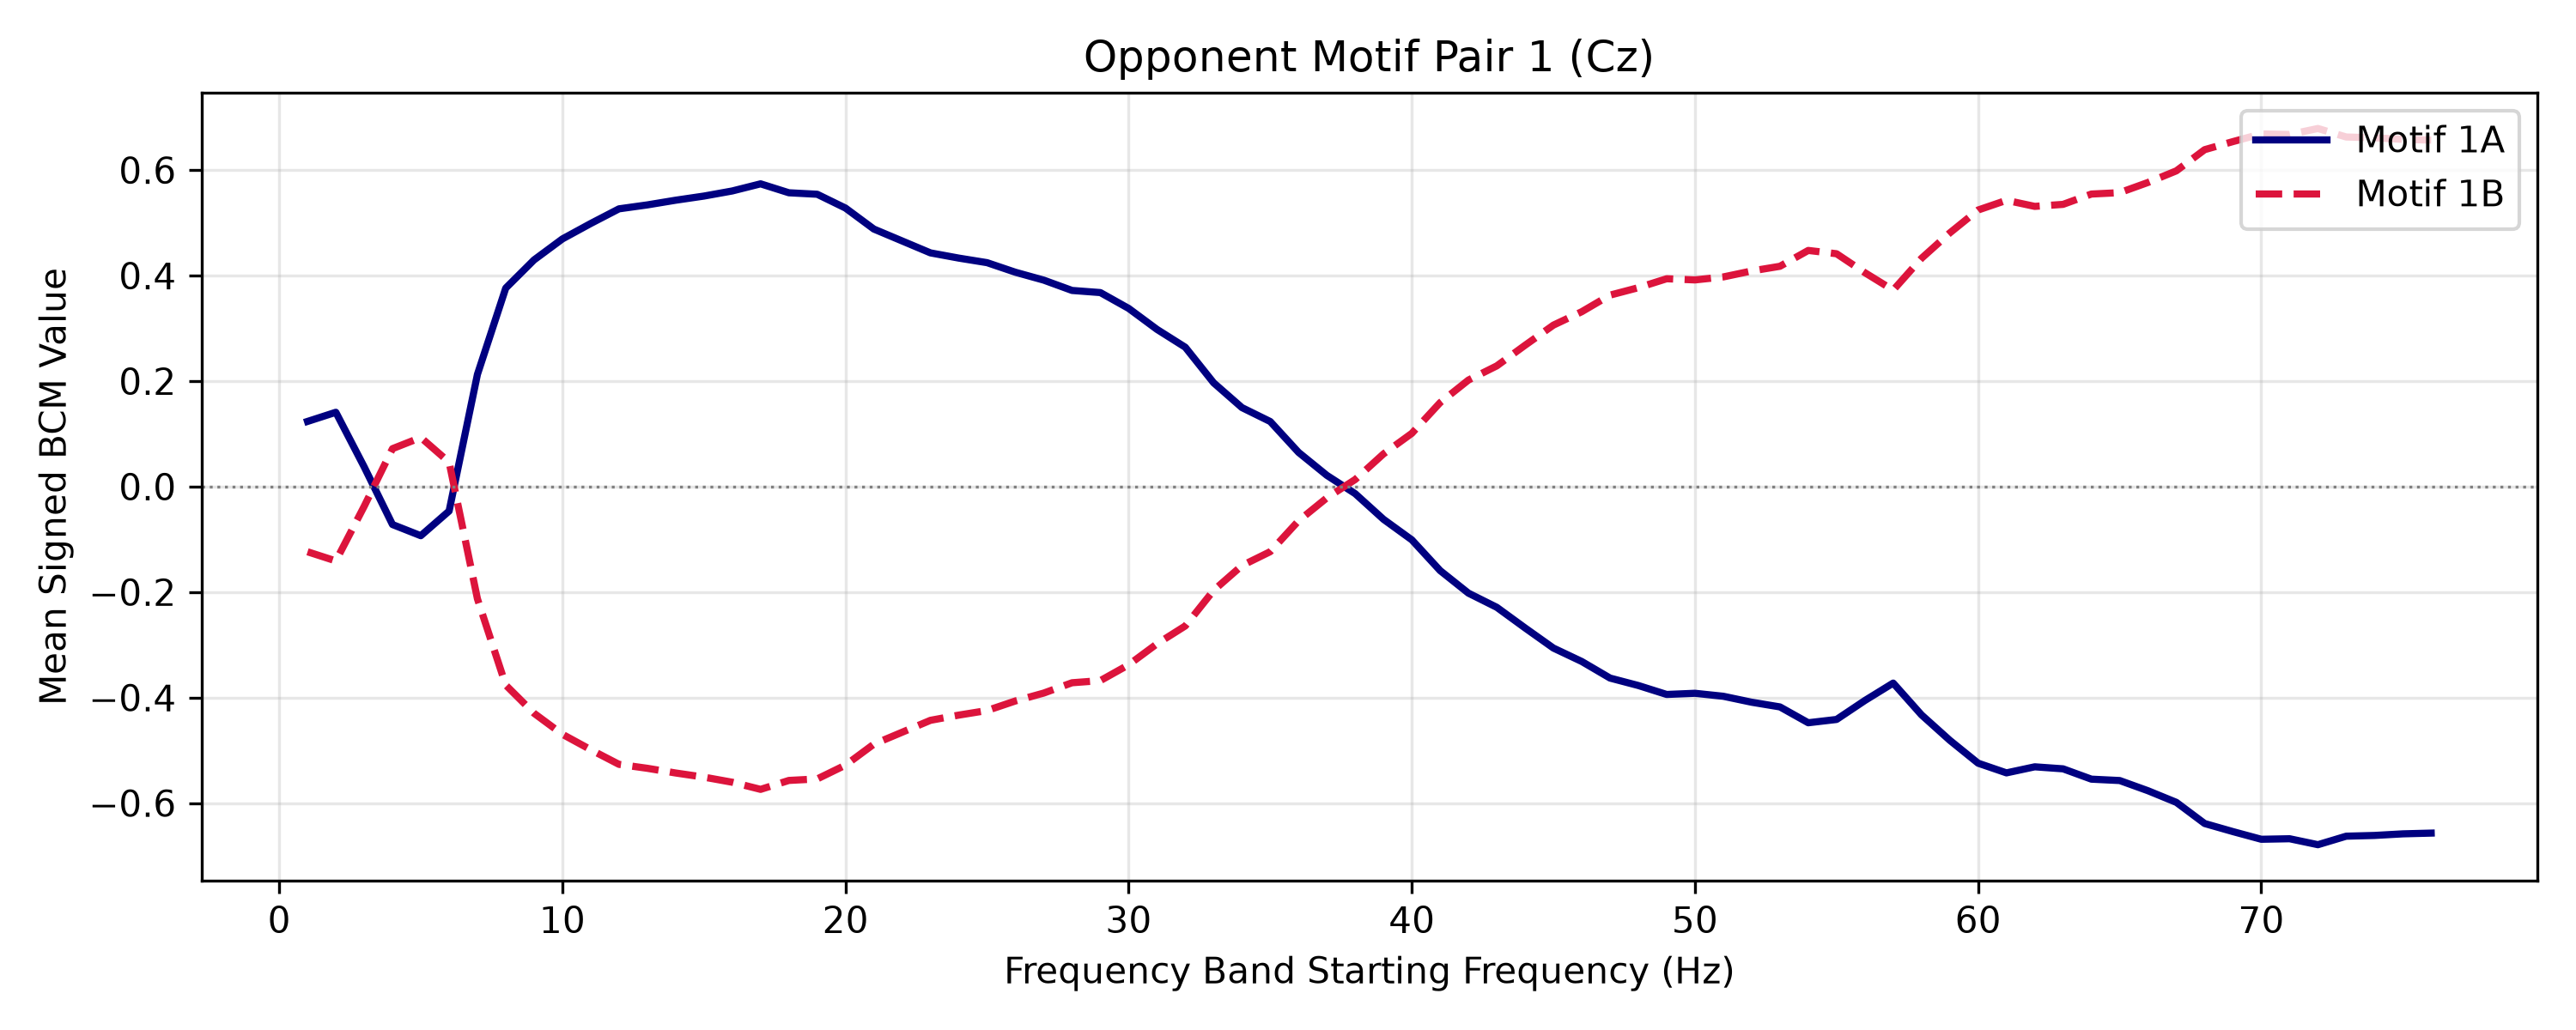 Opponent Motif Pair 1 (Cz)
Motif 1A
Motif 1B
Mean Signed BCM Value
0.6
0.4
0.2
0.0
−0.2
−0.4
−0.6
0 10 20 30 40 50 60 70
Frequency Band Starting Frequency (Hz)